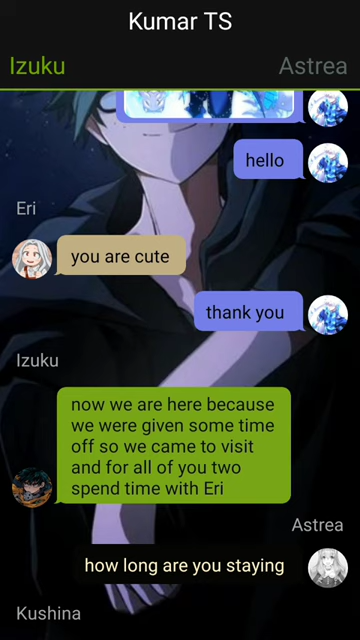 Kumar TS
Izuku
Astrea
hello
Eri
you are cute
thank you
Izuku
now we are here because
we were given some time
off so we came to visit
and for all of you two
spend time with Eri
Astrea
how long are you staying
Kushina